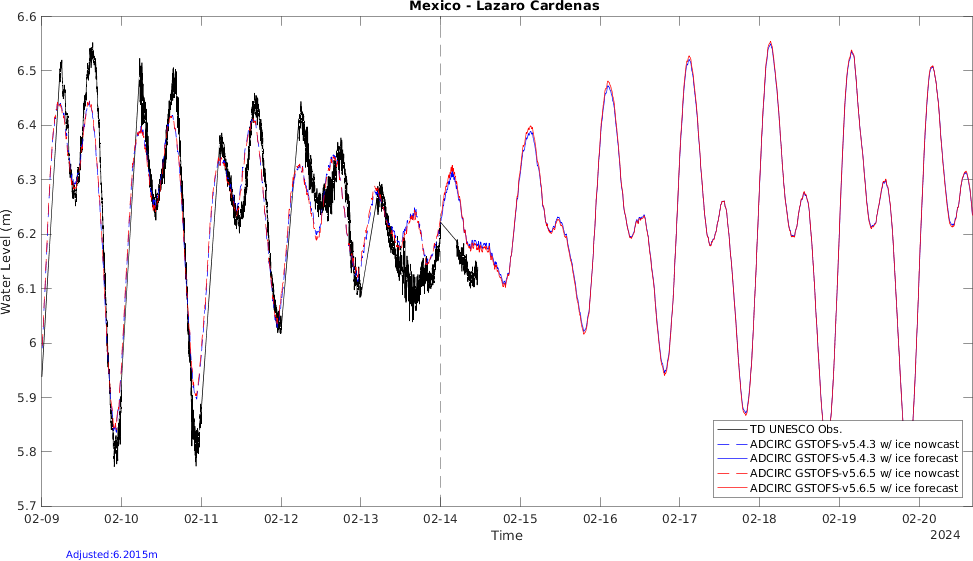 Mexico - Lazaro Cardenas
6.6
6.5
6.4
6.3
6.2
6.1
6
5.9
5.8
5.7
Water Level (m)
02-09 02-10 02-11 02-12 02-13 02-14 02-15 02-16 02-17 02-18 02-19 02-20
2024
Time
TD UNESCO Obs.
ADCIRC GSTOFS-v5.4.3 w/ ice nowcast
ADCIRC GSTOFS-v5.4.3 w/ ice forecast
ADCIRC GSTOFS-v5.6.5 w/ ice nowcast
ADCIRC GSTOFS-v5.6.5 w/ ice forecast
Adjusted:6.2015m